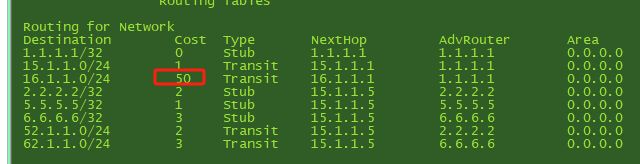 Routing Tables
Routing for Network
Destination Cost Type NextHop AdvRouter Area
1.1.1.1/32 0 Stub 1.1.1.1 1.1.1.1 0.0.0.0
15.1.1.0/24 1 Transit 15.1.1.1 1.1.1.1 0.0.0.0
16.1.1.0/24 50 Transit 16.1.1.1 1.1.1.1 0.0.0.0
2.2.2.2/32 2 Stub 15.1.1.5 2.2.2.2 0.0.0.0
5.5.5.5/32 1 Stub 15.1.1.5 5.5.5.5 0.0.0.0
6.6.6.6/32 3 Stub 15.1.1.5 6.6.6.6 0.0.0.0
52.1.1.0/24 2 Transit 15.1.1.5 2.2.2.2 0.0.0.0
62.1.1.0/24 3 Transit 15.1.1.5 6.6.6.6 0.0.0.0